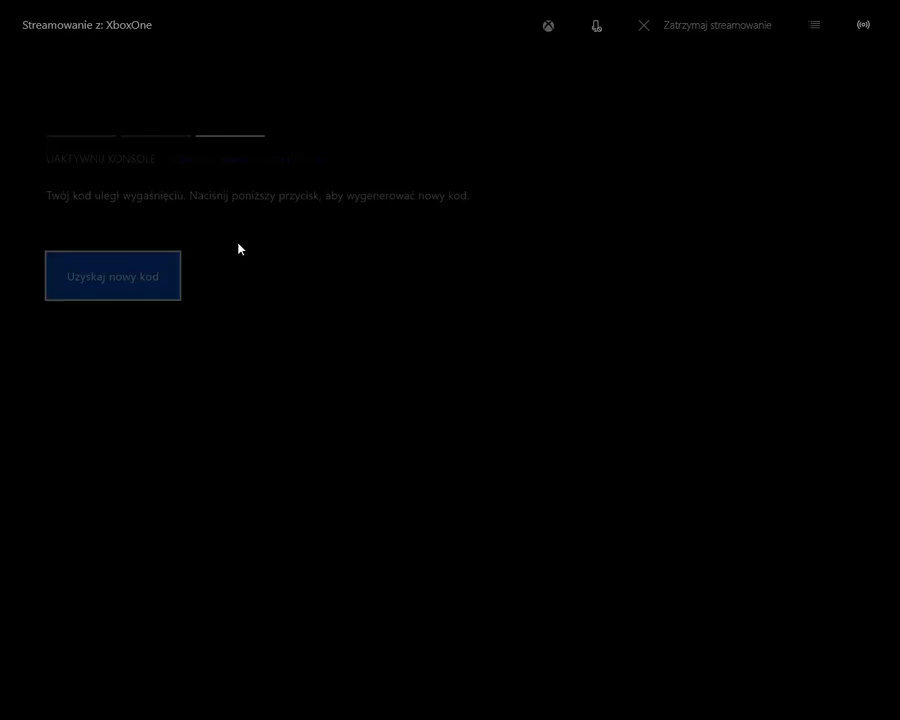 Streamowanie z: XboxOne
Zatrzymaj streamowanie
UAKTYWNIJ KONSOLĘ
Twój kod uległ wygaśnięciu. Naciśnij poniższy przycisk, aby wygenerować nowy kod.
Uzyskaj nowy kod